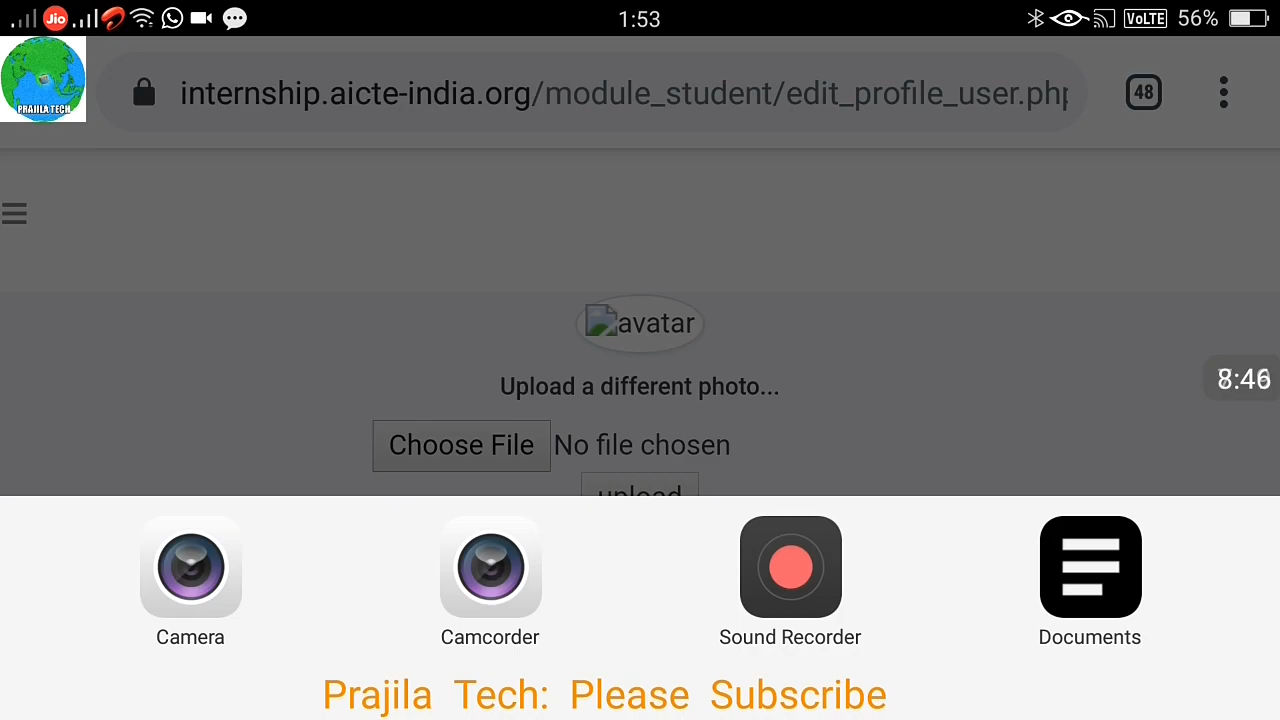 Jio 1:53 VoLTE 56%
PRAJILA TECH
internship.aicte-india.org/module_student/edit_profile_user.php
48
avatar
Upload a different photo...
8:46
Choose File No file chosen
upload
Camera Camcorder Sound Recorder Documents
Prajila Tech: Please Subscribe